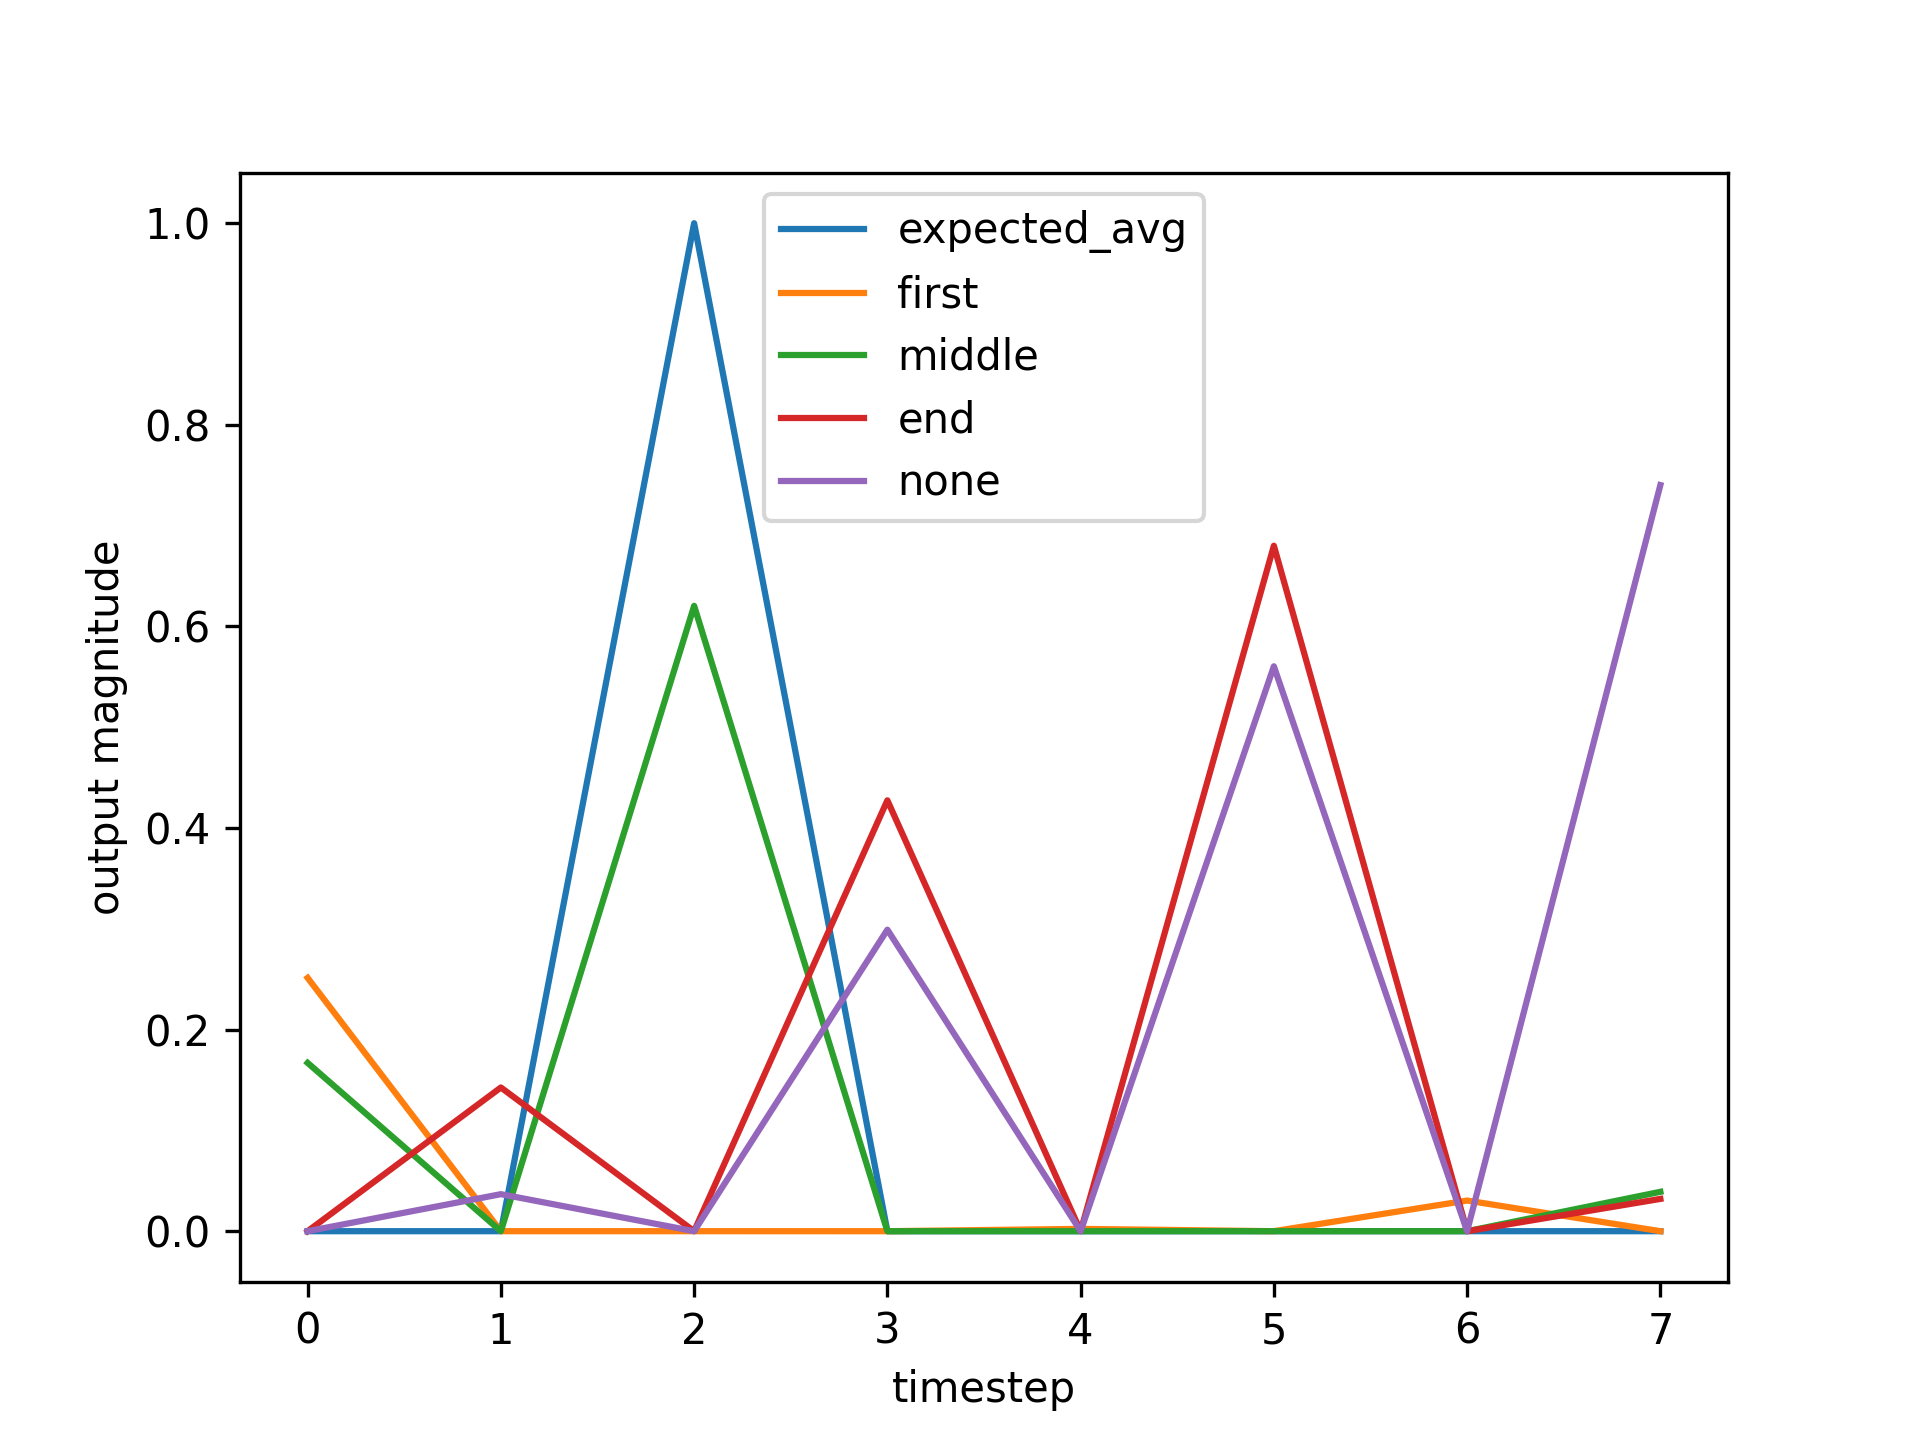 1.0
0.8
0.6
0.4
0.2
0.0
output magnitude
expected_avg
first
middle
end
none
0 1 2 3 4 5 6 7
timestep